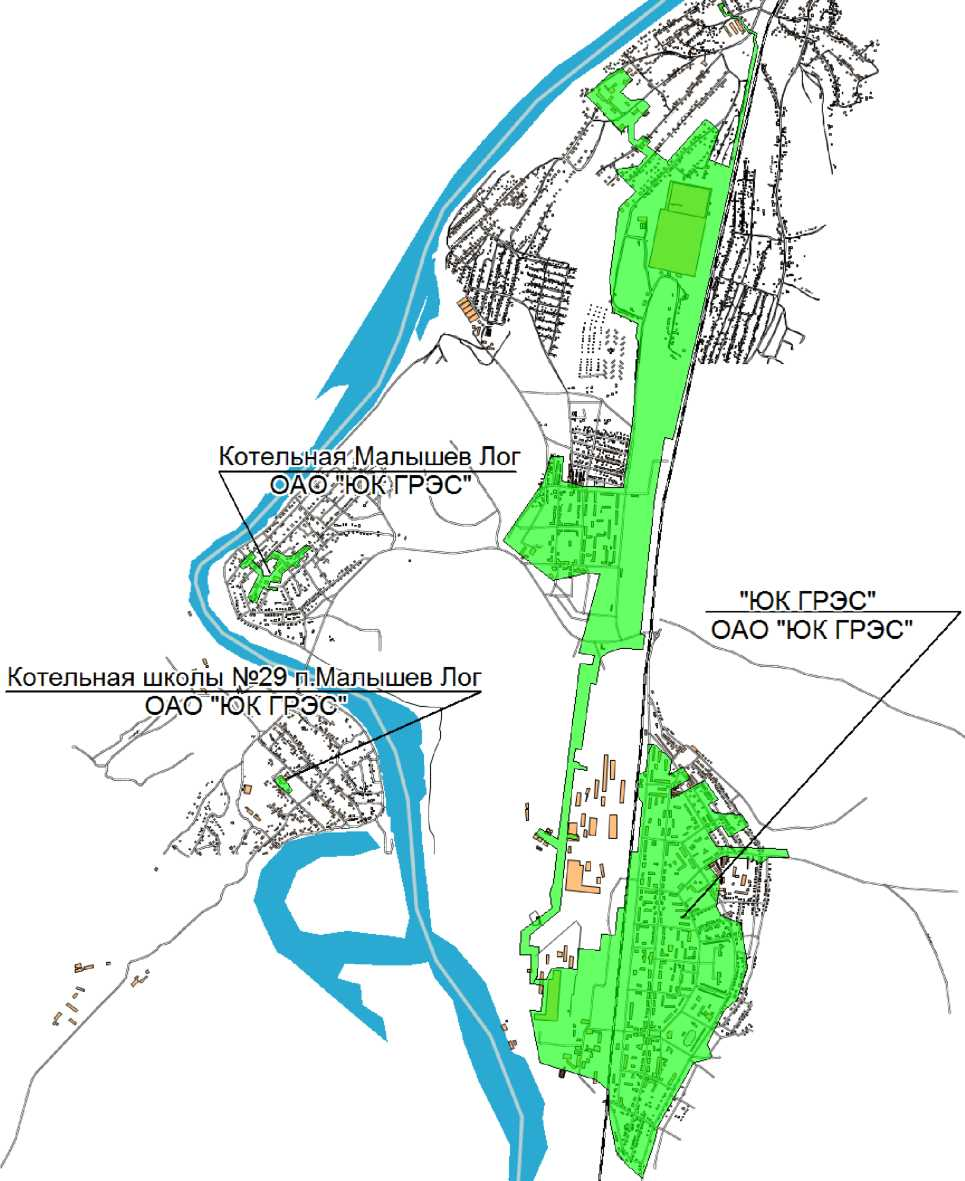 Котельная Малышев Лог
ОАО "ЮК ГРЭС"
"ЮК ГРЭС"
ОАО "ЮК ГРЭС"
Котельная школы №29 п.Малышев Лог
ОАО "ЮК ГРЭС"